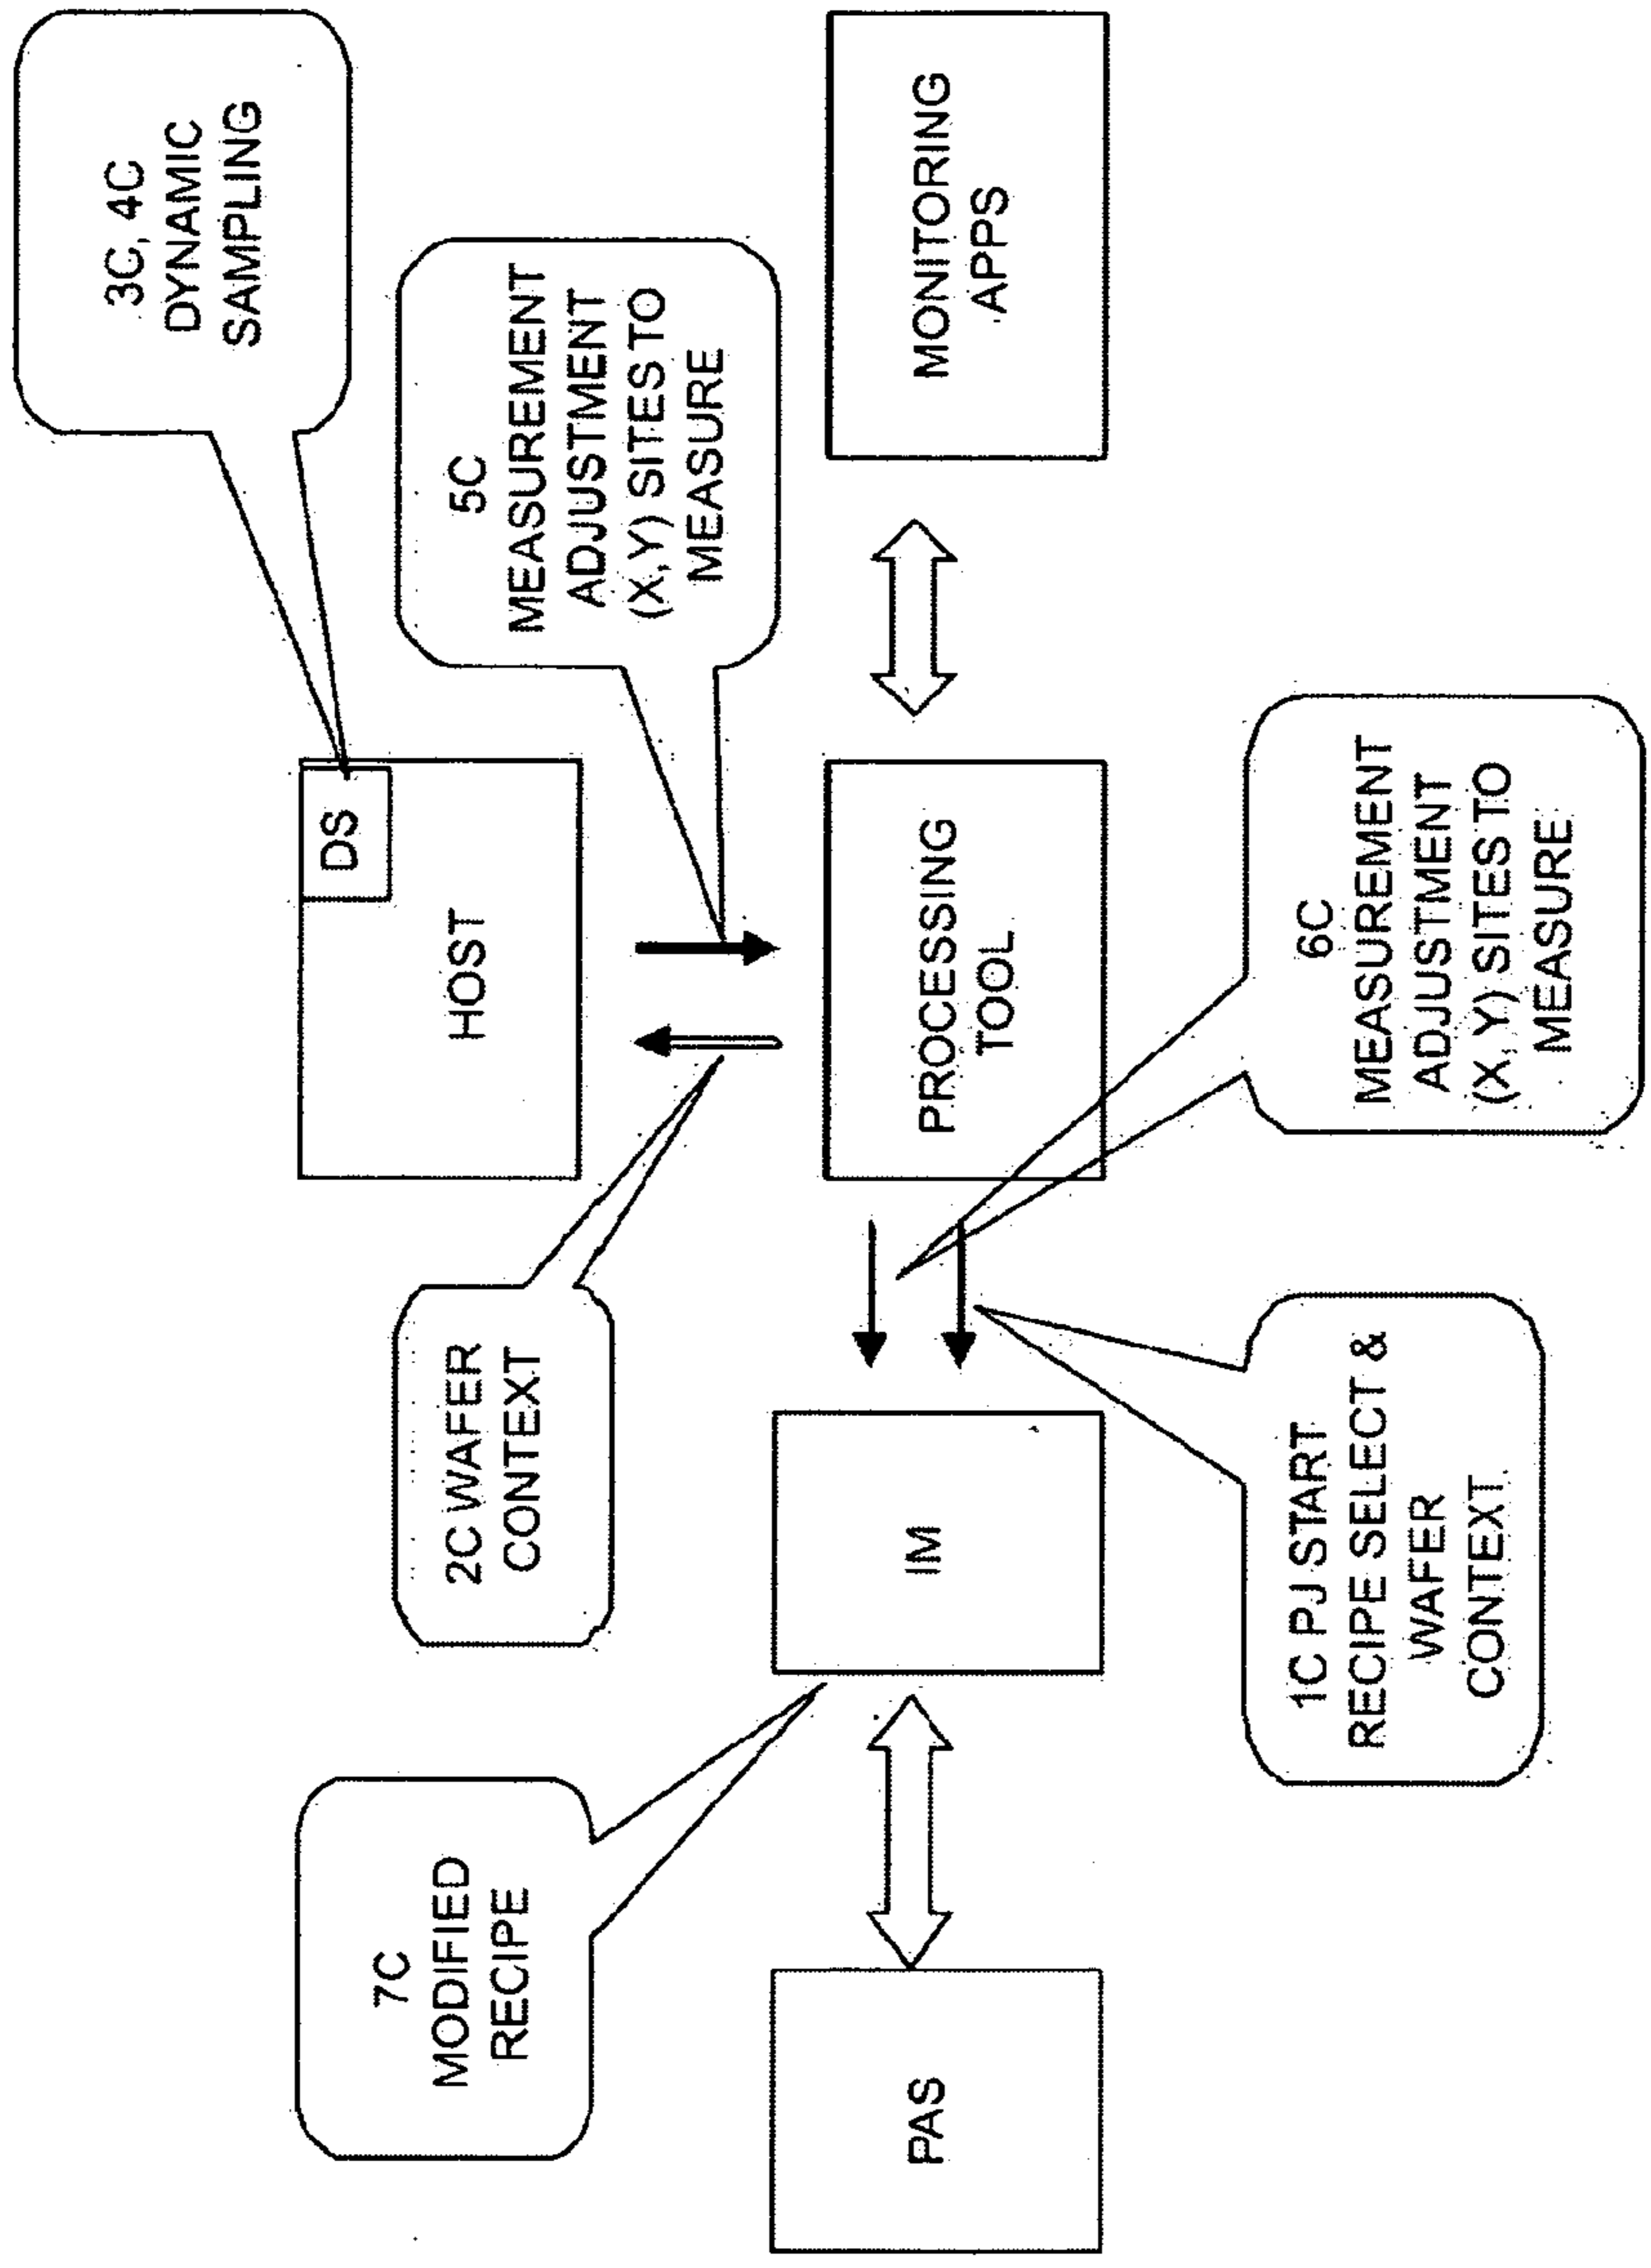 3C, 4C
DYNAMIC
SAMPLING
DS
HOST
7C
MODIFIED
RECIPE
2C WAFER
CONTEXT
5C
MEASUREMENT
ADJUSTMENT
(X,Y) SITES TO
MEASURE
PAS
IM
PROCESSING
TOOL
MONITORING
APPS
1C PJ START
RECIPE SELECT &
WAFER
CONTEXT
6C
MEASUREMENT
ADJUSTMENT
(X, Y) SITES TO
MEASURE